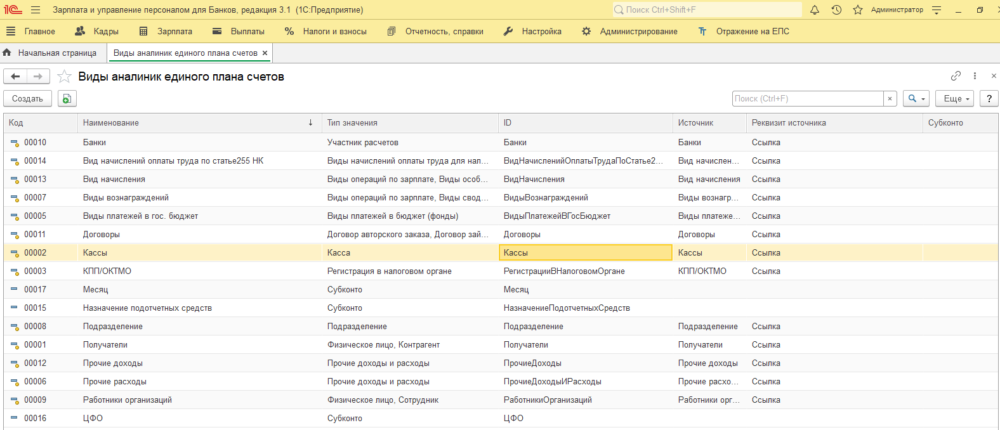 1С Зарплата и управление персоналом для Банков, редакция 3.1 (1С:Предприятие) Поиск Ctrl+Shift+F Администратор
Главное Кадры Зарплата Выплаты % Налоги и взносы Отчетность, справки Настройка Администрирование Тт Отражение на ЕПС
Начальная страница Виды аналиник единого плана счетов ×
Виды аналиник единого плана счетов
Создать Поиск (Ctrl+F) × Еще ?
Код Наименование ↓ Тип значения ID Источник Реквизит источника Субконто
00010 Банки Участник расчетов Банки Банки Ссылка
00014 Вид начислений оплаты труда по статье255 НК Виды начислений оплаты труда для нал... ВидНачисленийОплатыТрудаПоСтатье2... Вид начислен... Ссылка
00013 Вид начисления Виды операций по зарплате, Виды особ... ВидНачисления Вид начисления Ссылка
00007 Виды вознаграждений Виды операций по зарплате, Виды свод... ВидыВознаграждений Виды вознагр... Ссылка
00005 Виды платежей в гос. бюджет Виды платежей в бюджет (фонды) ВидыПлатежейВГосБюджет Виды платеже... Ссылка
00011 Договоры Договор авторского заказа, Договор зай... Договоры Договоры Ссылка
00002 Кассы Касса Кассы Кассы Ссылка
00003 КПП/ОКТМО Регистрация в налоговом органе РегистрацииВНалоговомОргане КПП/ОКТМО Ссылка
00017 Месяц Субконто Месяц
00015 Назначение подотчетных средств Субконто НазначениеПодотчетныхСредств
00008 Подразделение Подразделение Подразделение Подразделение Ссылка
00001 Получатели Физическое лицо, Контрагент Получатели Получатели Ссылка
00012 Прочие доходы Прочие доходы и расходы ПрочиеДоходы Прочие доходы Ссылка
00006 Прочие расходы Прочие доходы и расходы ПрочиеДоходыИРасходы Прочие расхо... Ссылка
00009 Работники организаций Физическое лицо, Сотрудник РаботникиОрганизаций Работники орг... Ссылка
00016 ЦФО Субконто ЦФО